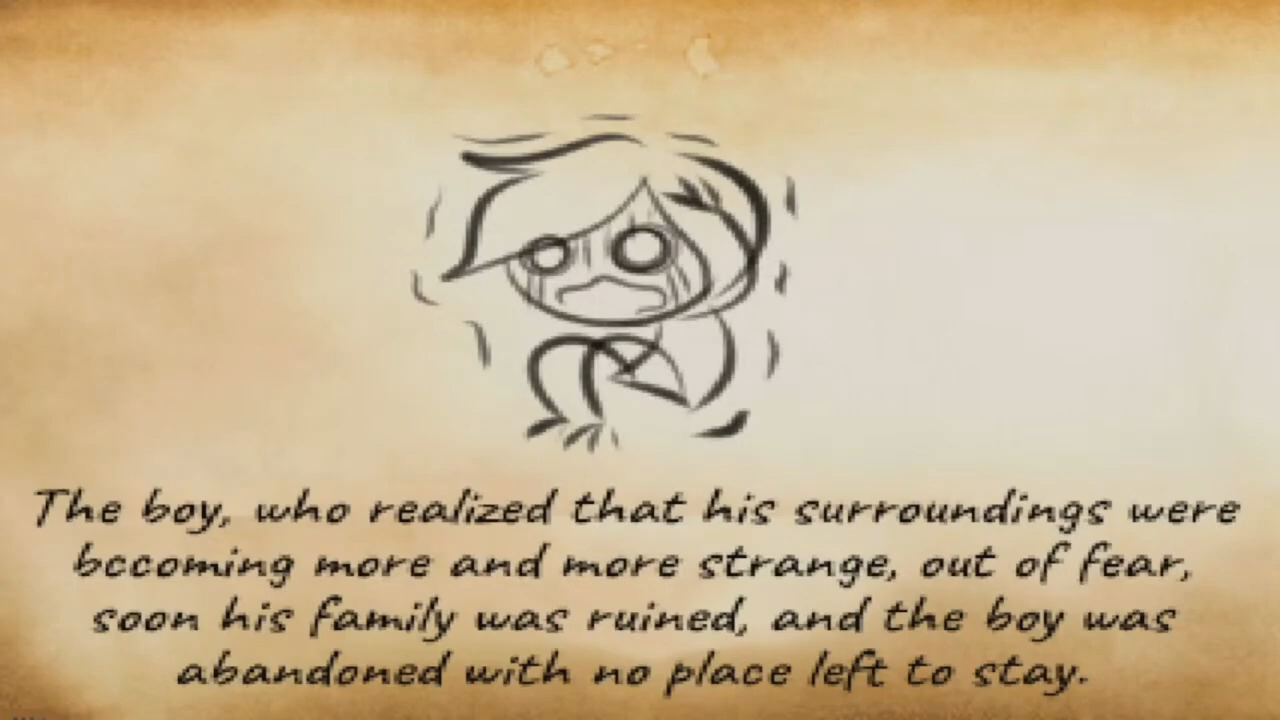 The boy, who realized that his surroundings were
bccoming more and more strange, out of fear,
soon his family was ruined, and the boy was
abandoned with no place left to stay.